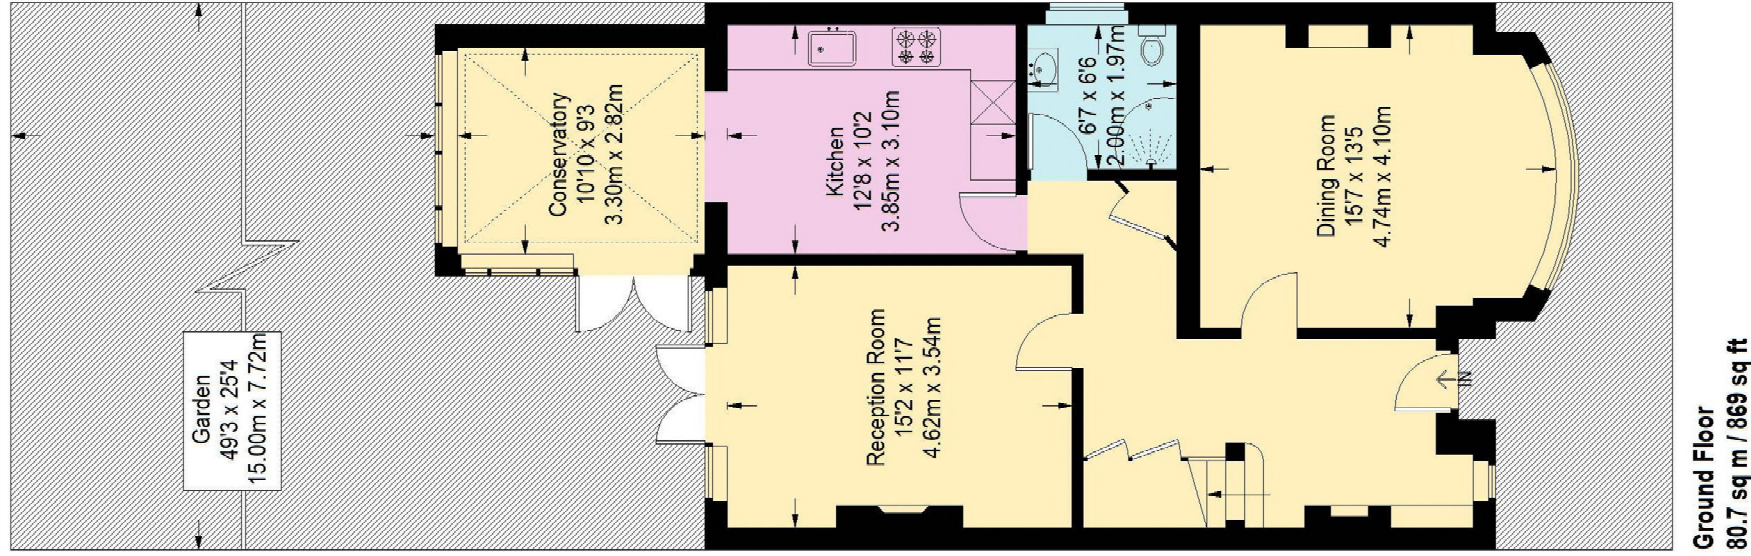 Garden
49'3 x 25'4
15.00m x 7.72m
Conservatory
10'10 x 9'3
3.30m x 2.82m
Kitchen
12'8 x 10'2
3.85m x 3.10m
6'7 x 6'6
2.00m x 1.97m
Dining Room
15'7 x 13'5
4.74m x 4.10m
Reception Room
15'2 x 11'7
4.62m x 3.54m
IN
Ground Floor
80.7 sq m / 869 sq ft